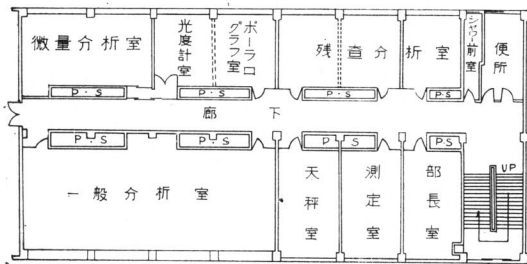 微量分析室
光度計室
ポーラログラフ室
残渣分析室
シャワー前室
便所
P・S
P・S
P・S
P・S
廊下
P・S
P・S
P・S
P・S
一般分析室
天秤室
測定室
部長室
UP